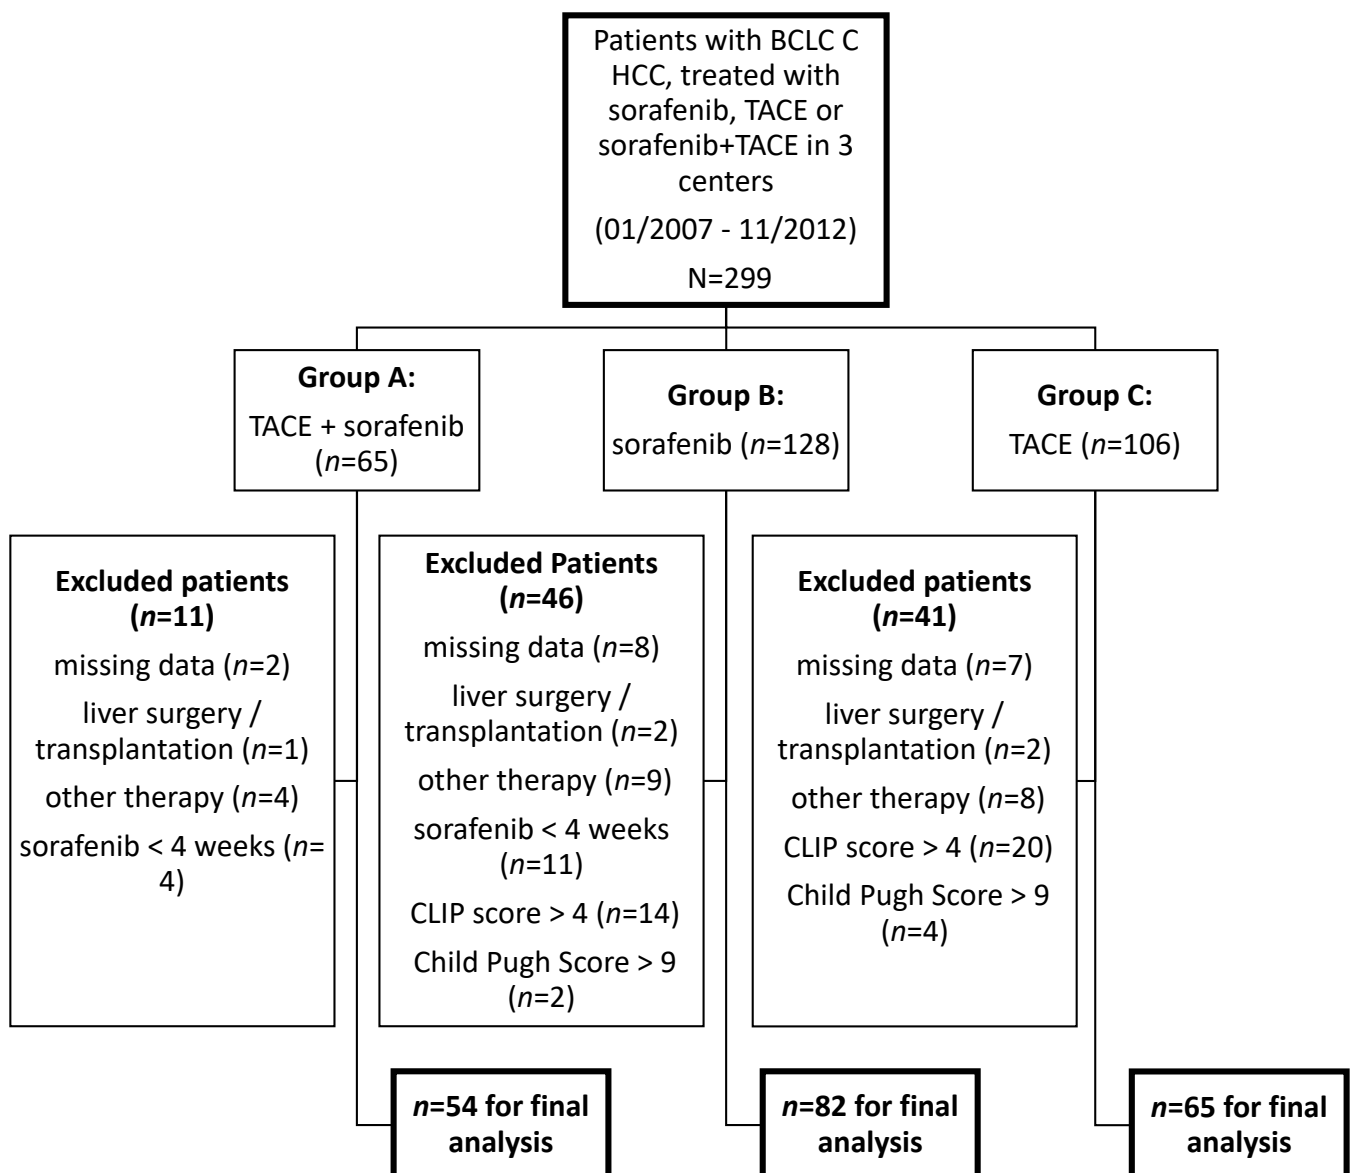 Patients with BCLC C
HCC, treated with
sorafenib, TACE or
sorafenib+TACE in 3
centers
(01/2007 - 11/2012)
N=299
Group A:
TACE + sorafenib
(n=65)
Group B:
sorafenib (n=128)
Group C:
TACE (n=106)
Excluded patients
(n=11)
missing data (n=2)
liver surgery /
transplantation (n=1)
other therapy (n=4)
sorafenib < 4 weeks (n=
4)
Excluded Patients
(n=46)
missing data (n=8)
liver surgery /
transplantation (n=2)
other therapy (n=9)
sorafenib < 4 weeks
(n=11)
CLIP score > 4 (n=14)
Child Pugh Score > 9
(n=2)
Excluded patients
(n=41)
missing data (n=7)
liver surgery /
transplantation (n=2)
other therapy (n=8)
CLIP score > 4 (n=20)
Child Pugh Score > 9
(n=4)
n=54 for final
analysis
n=82 for final
analysis
n=65 for final
analysis